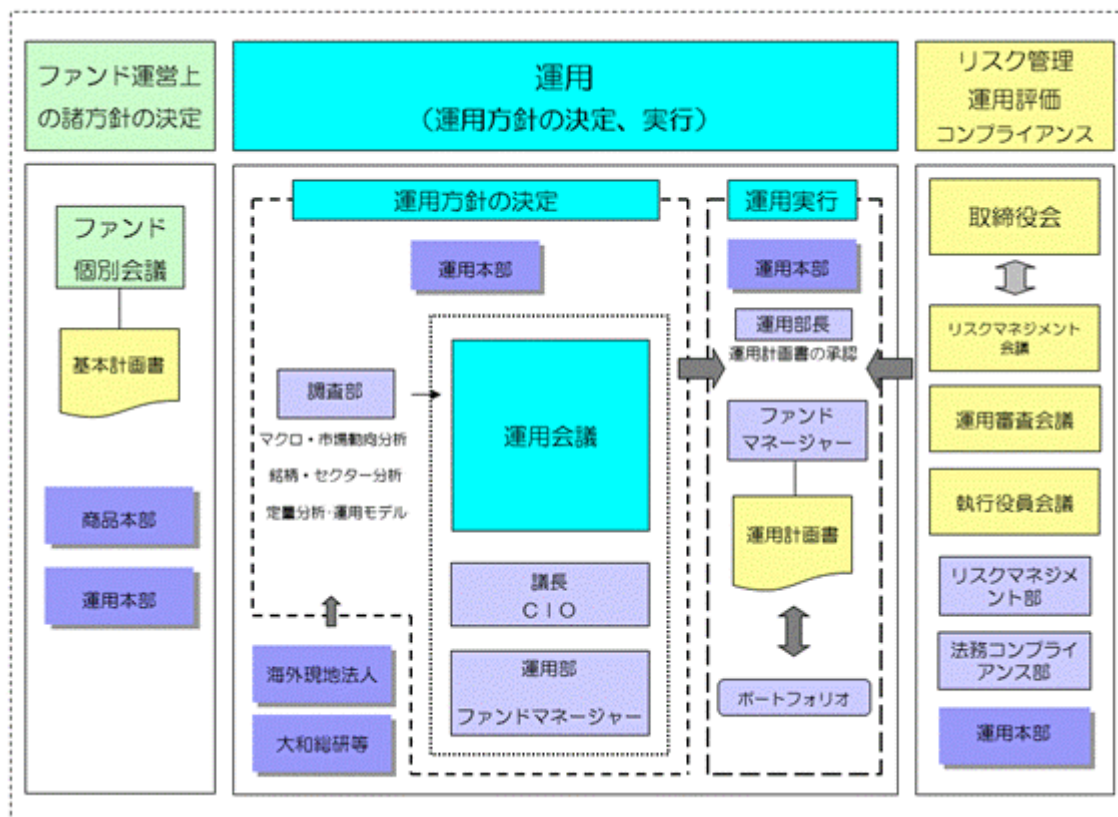 ファンド運営上
の諸方針の決定
運用
（運用方針の決定、実行）
リスク管理
運用評価
コンプライアンス
ファンド
個別会議
基本計画書
商品本部
運用本部
運用方針の決定
運用本部
調査部
マクロ・市場動向分析
銘柄・セクター分析
定量分析・運用モデル
運用会議
議長
ＣＩＯ
運用部
ファンドマネージャー
海外現地法人
大和総研等
運用実行
運用本部
運用部長
運用計画書の承認
ファンド
マネージャー
運用計画書
ポートフォリオ
取締役会
リスクマネジメント
会議
運用審査会議
執行役員会議
リスクマネジメ
ント部
法務コンプライ
アンス部
運用本部